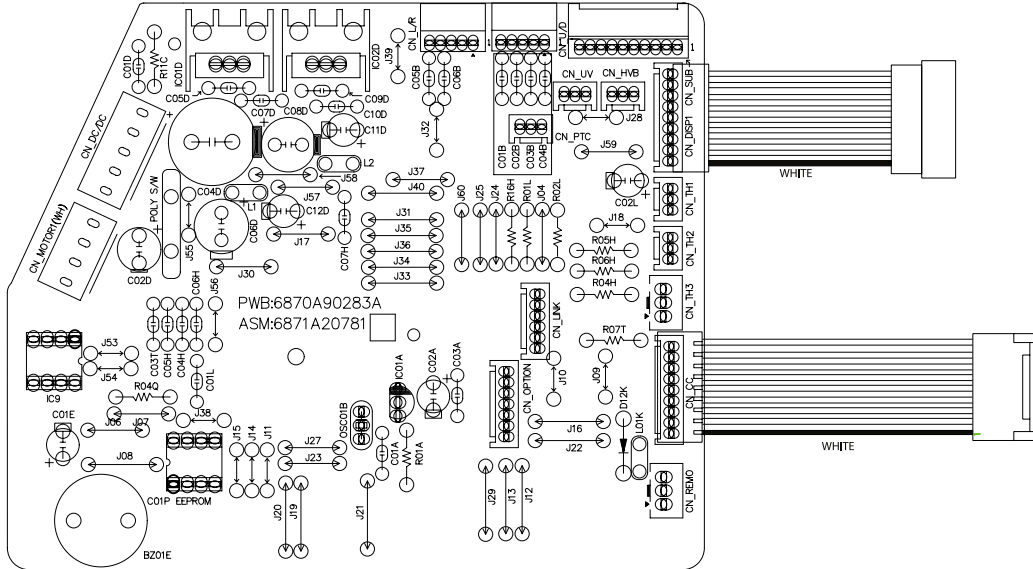 CN_L/R
CN_U/D
1
1
C01D
R11C
IC01D
IC02D
J39
C05B
C06B
CN_UV
CN_HVB
CN_SUB
CN_DISP1
C05D
C07D
C08D
C09D
C10D
C11D
J32
J28
CN_PTC
C01B
C02B
C03B
C04B
J59
WHITE
CN_DC/DC
L2
J58
J37
C02L
CN_TH1
POLY S/W
C04D
L1
J57
J40
J60
J25
J24
R16H
R01L
J04
R02L
CN_MOTOR1(WH)
J55
C06D
C12D
J17
C07H
J31
J35
J36
J34
J33
J18
R05H
R06H
R04H
CN_TH2
CN_TH3
C02D
J30
C03T
C05H
C04H
C06H
J56
PWB:6870A90283A
ASM:6871A20781
CN_LINK
R07T
J53
J54
IC9
C01L
IC01A
C02A
C03A
CN_OPTION
J10
J09
CN_CC
R04Q
C01E
J06
J07
J38
OSC01B
J16
J22
D12K
L01K
WHITE
J08
J15
J14
J11
J27
J23
C01A
R01A
C01P
EEPROM
J20
J19
J21
J29
J13
J12
CN_REMO
BZ01E